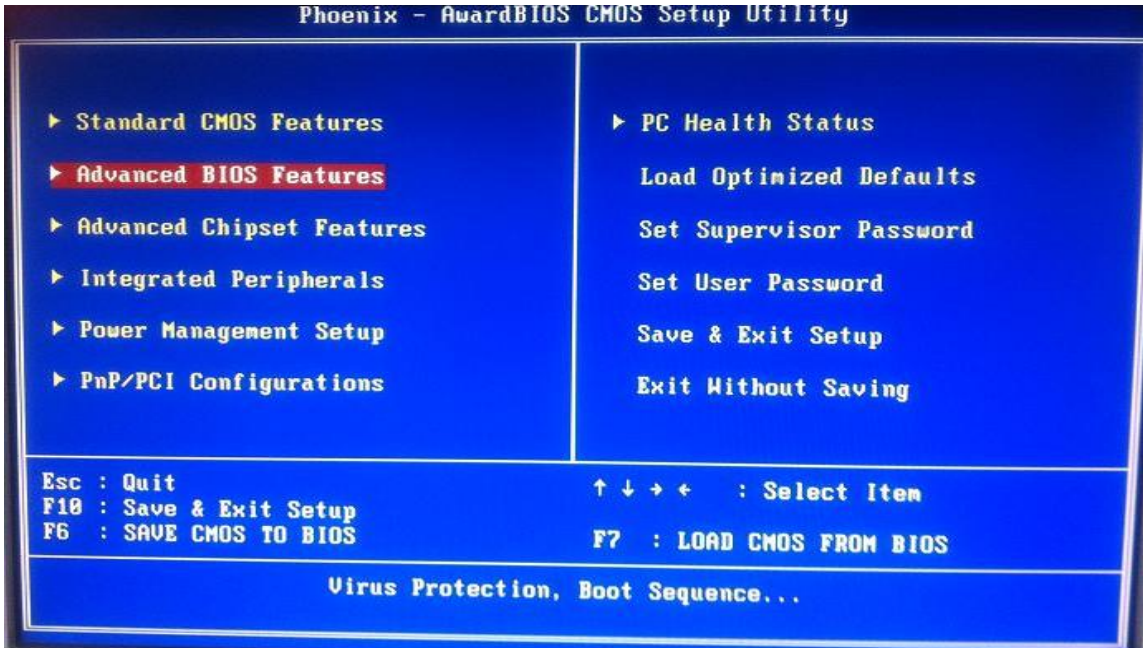 Phoenix - AwardBIOS CMOS Setup Utility
▶ Standard CMOS Features
▶ Advanced BIOS Features
▶ Advanced Chipset Features
▶ Integrated Peripherals
▶ Power Management Setup
▶ PnP/PCI Configurations
▶ PC Health Status
Load Optimized Defaults
Set Supervisor Password
Set User Password
Save & Exit Setup
Exit Without Saving
Esc : Quit
F10 : Save & Exit Setup
F6 : SAVE CMOS TO BIOS
↑ ↓ → ← : Select Item
F7 : LOAD CMOS FROM BIOS
Virus Protection, Boot Sequence...